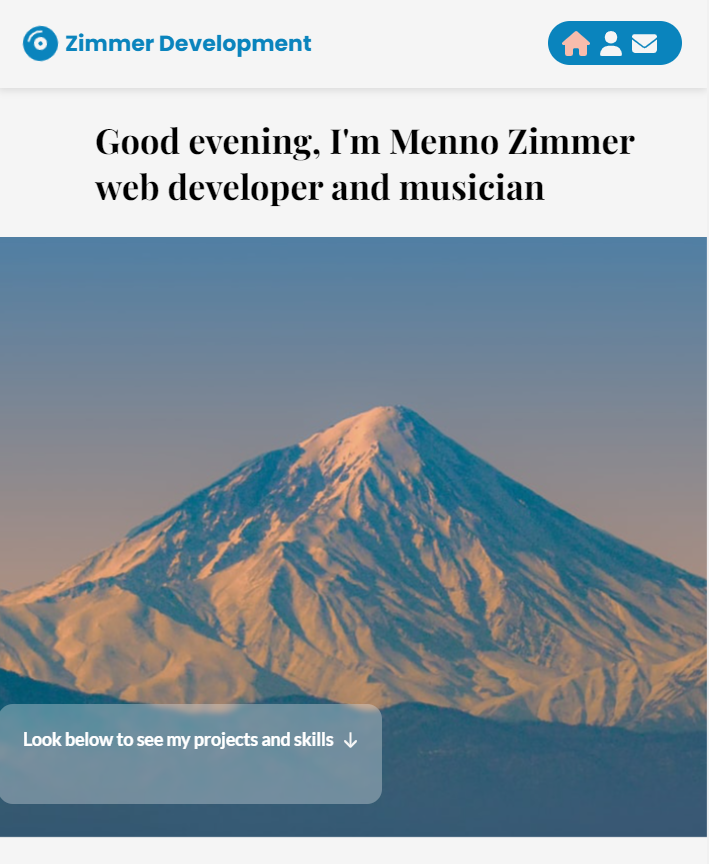 Zimmer Development
Good evening, I'm Menno Zimmer
web developer and musician
Look below to see my projects and skills ↓